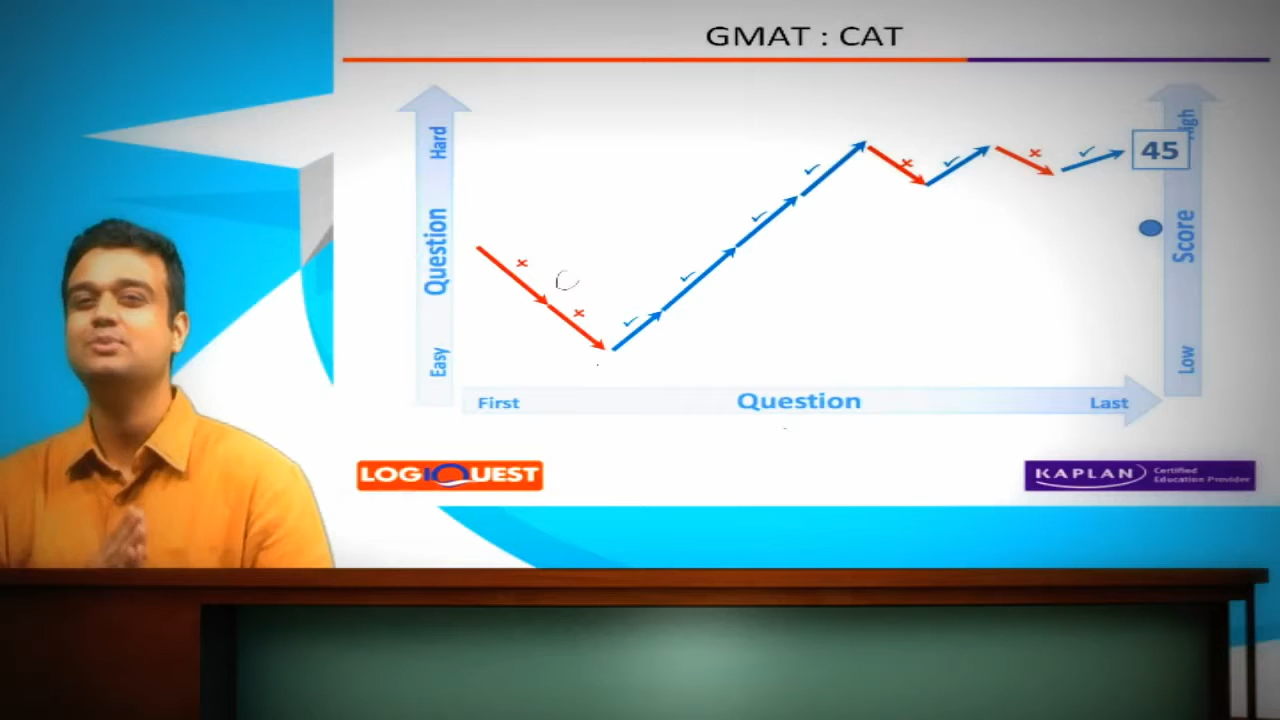 GMAT : CAT
Hard
Question
Easy
45
Score
Low
First
Question
Last
LOGIQUEST
KAPLAN
Certified
Education Provider